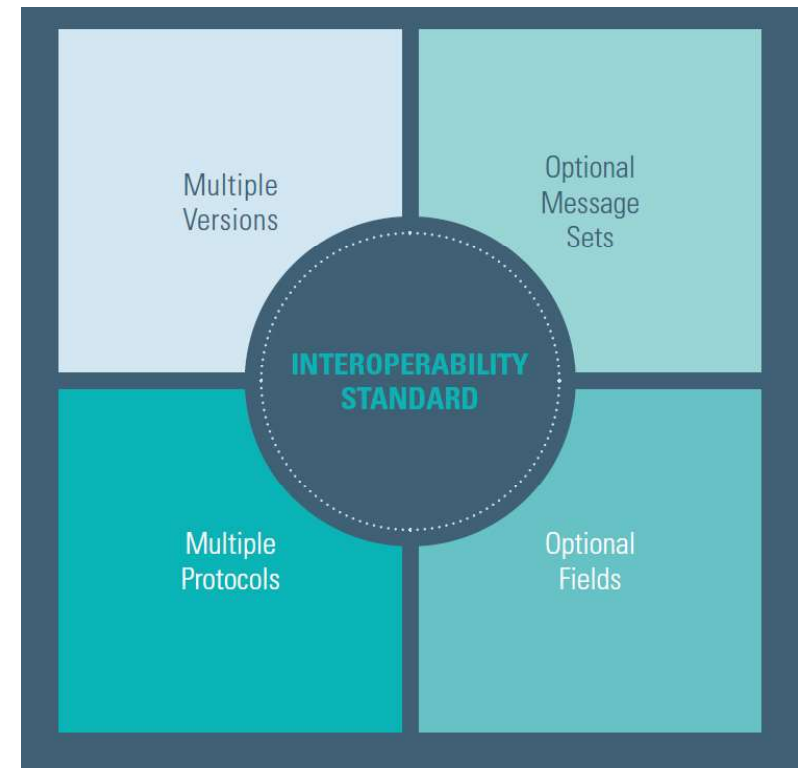 Multiple
Versions
Optional
Message
Sets
INTEROPERABILITY
STANDARD
Multiple
Protocols
Optional
Fields